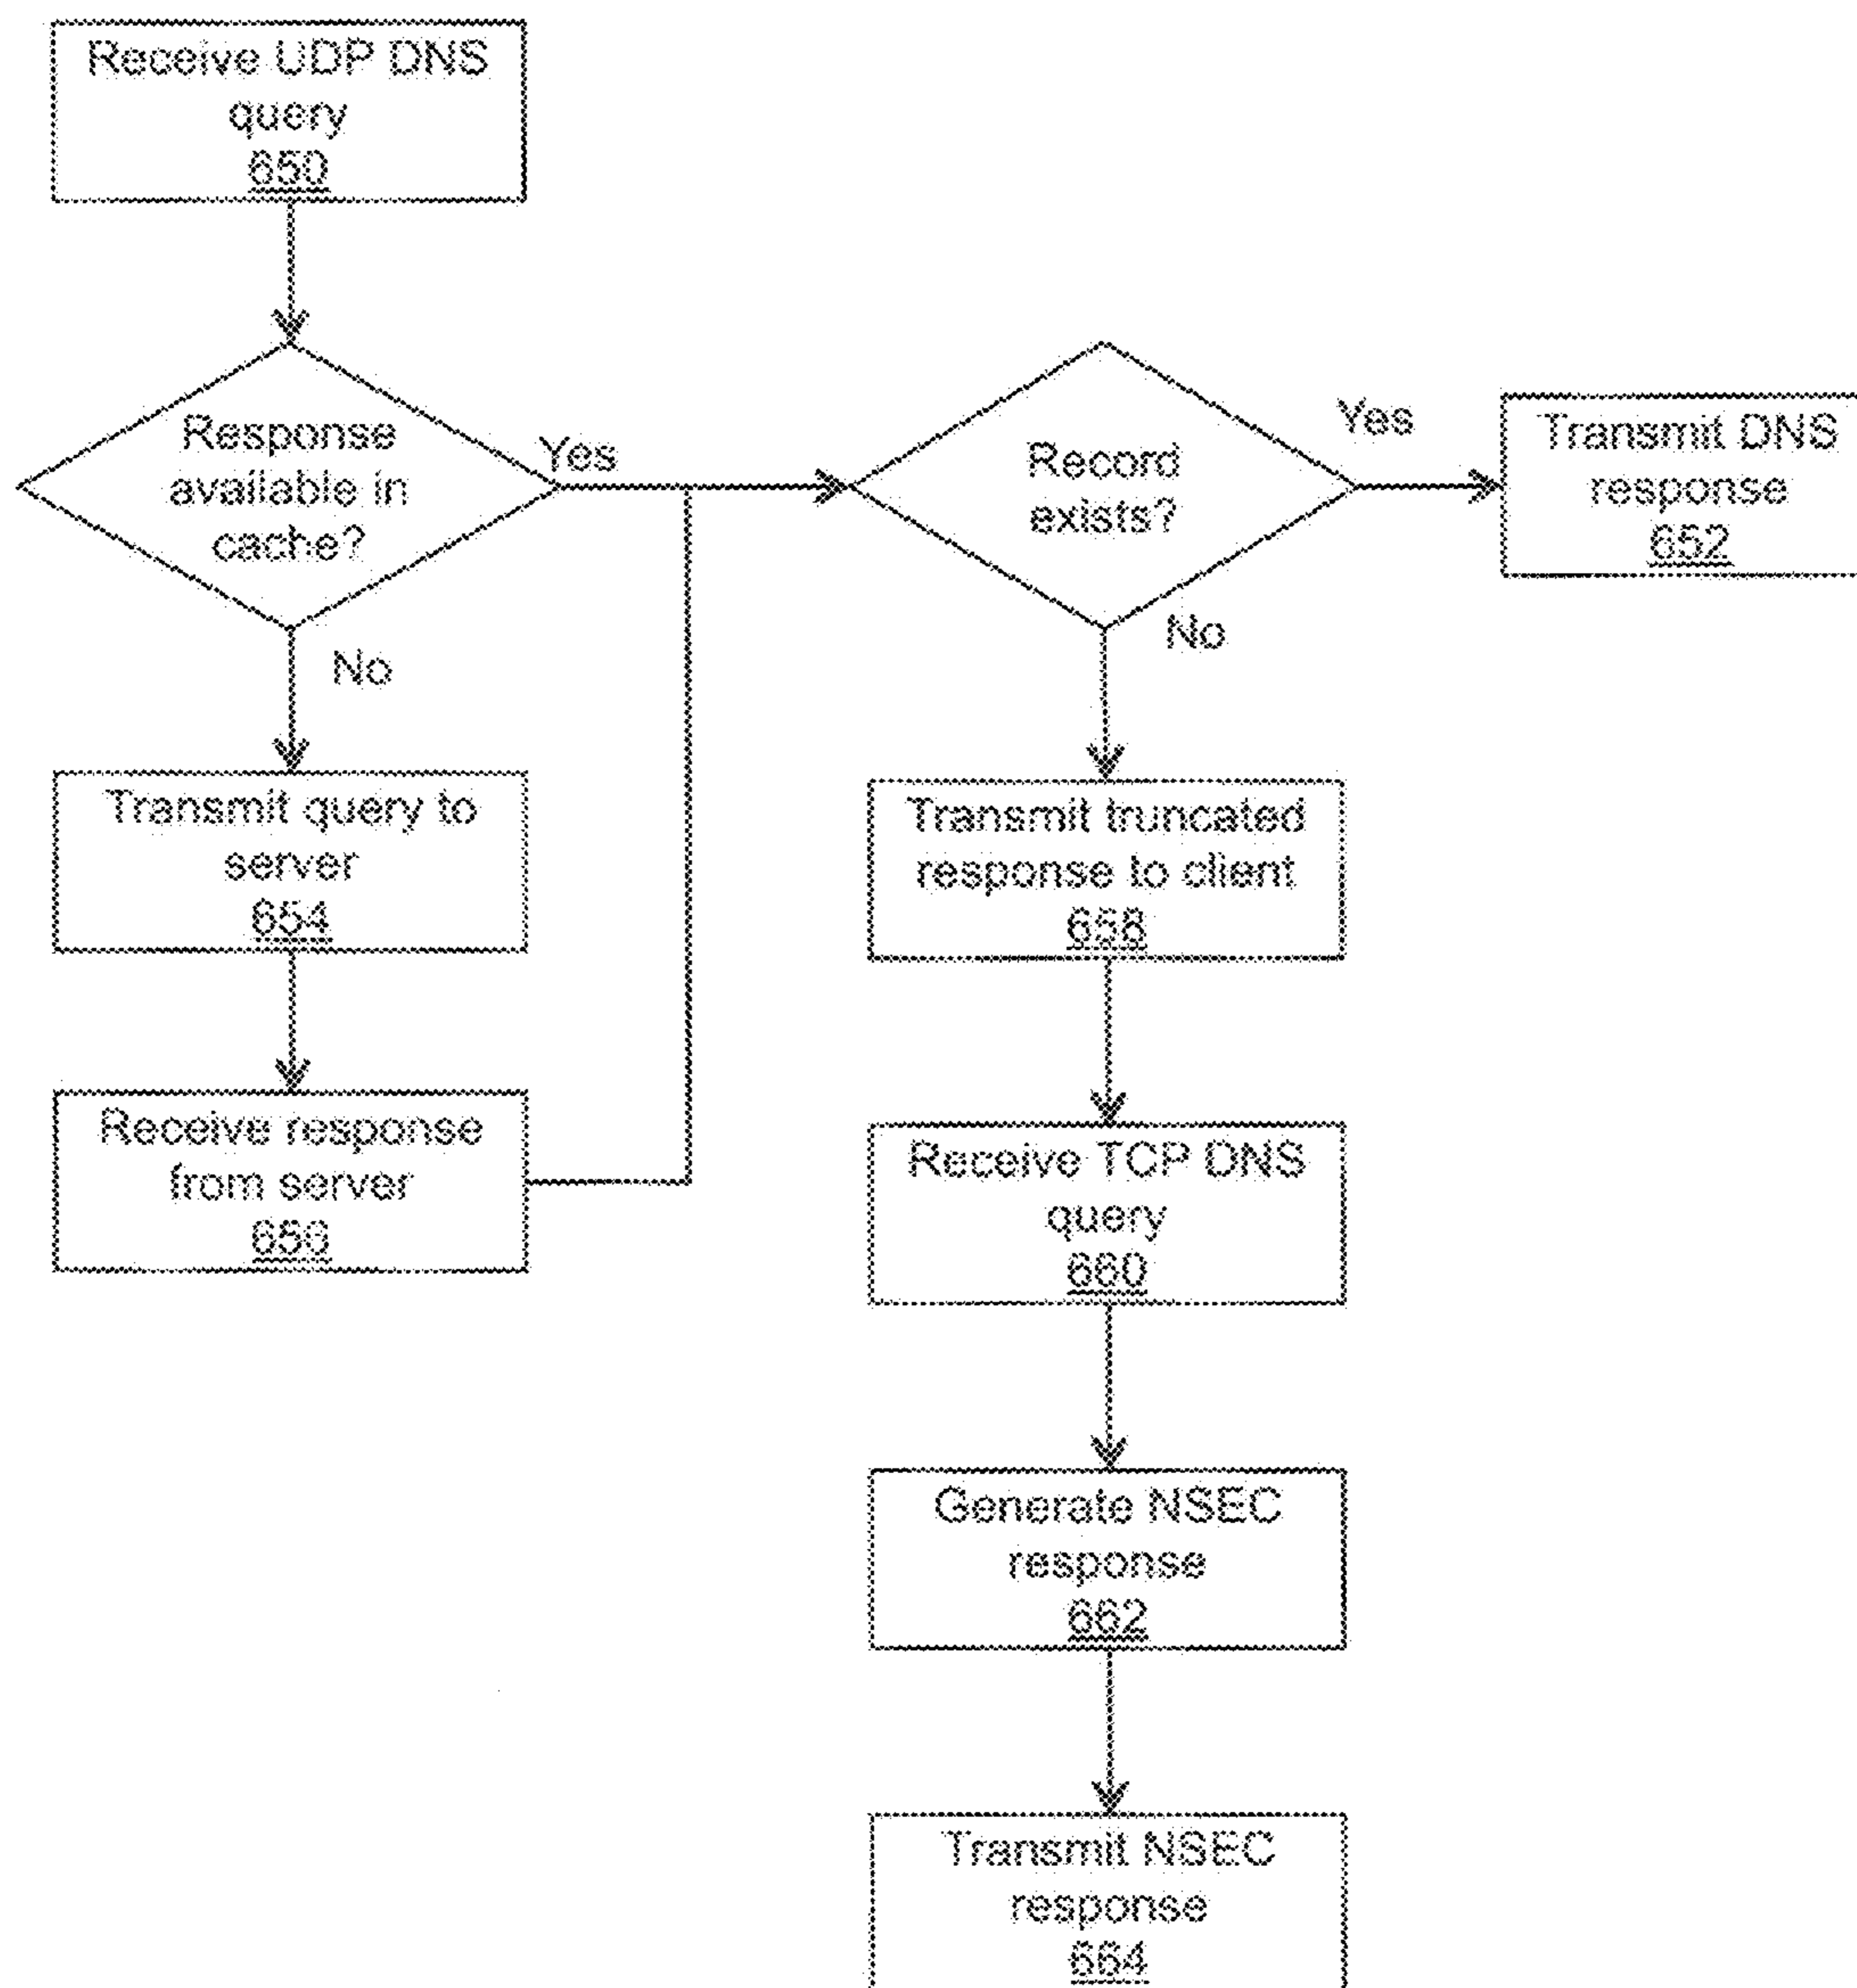 Receive UDP DNS
query
650
Response
available in
cache?
Yes
No
Transmit query to
server
654
Receive response
from server
656
Record
exists?
Yes
No
Transmit DNS
response
652
Transmit truncated
response to client
658
Receive TCP DNS
query
660
Generate NSEC
response
662
Transmit NSEC
response
664